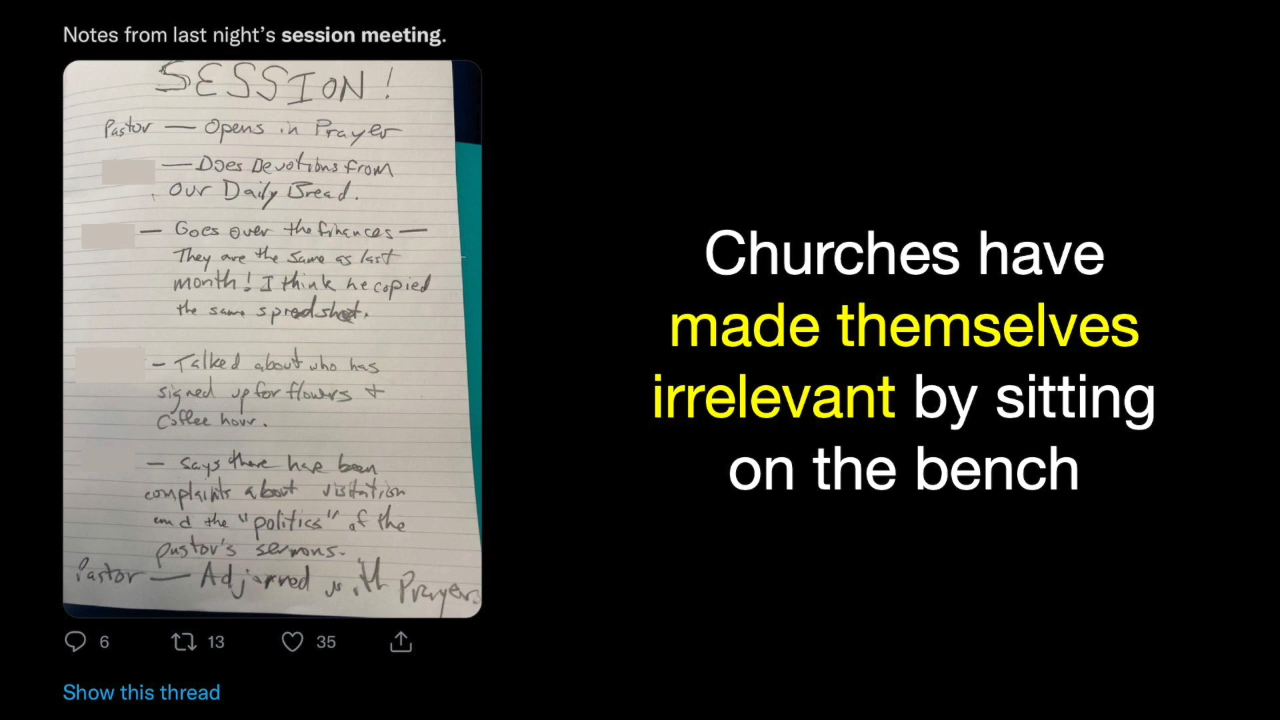 Notes from last night's session meeting.
SESSION!
Pastor — Opens in Prayer
— Does Devotions from
Our Daily Bread.
— Goes over the finances —
They are the same as last
month! I think he copied
the same spredshet.
— Talked about who has
signed up for flowers +
Coffee hour.
— Says there have been
complaints about visitation
and the "politics" of the
pastor's sermons.
Pastor — Adjorred with Prayer.
6
13
35
Show this thread
Churches have
made themselves
irrelevant by sitting
on the bench